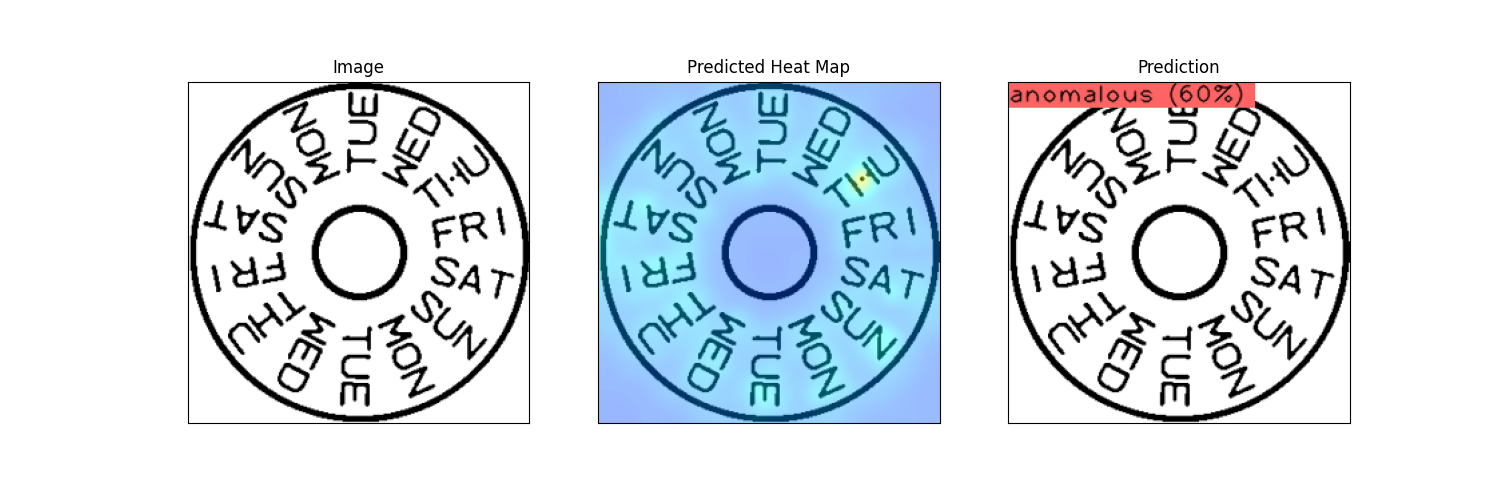 Image
TUE
WED
THU
FRI
SAT
SUN
MON
TUE
WED
THU
FRI
SAT
SUN
MON
Predicted Heat Map
TUE
WED
THU
FRI
SAT
SUN
MON
TUE
WED
THU
FRI
SAT
SUN
MON
Prediction
anomalous (60%)
TUE
WED
THU
FRI
SAT
SUN
MON
TUE
WED
THU
FRI
SAT
SUN
MON